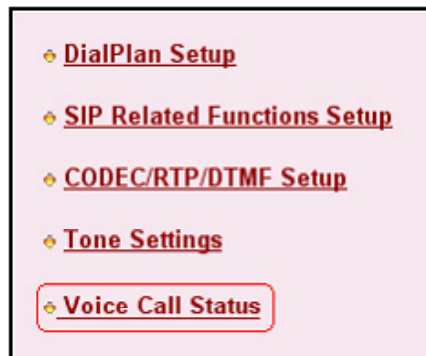 DialPlan Setup
SIP Related Functions Setup
CODEC/RTP/DTMF Setup
Tone Settings
Voice Call Status